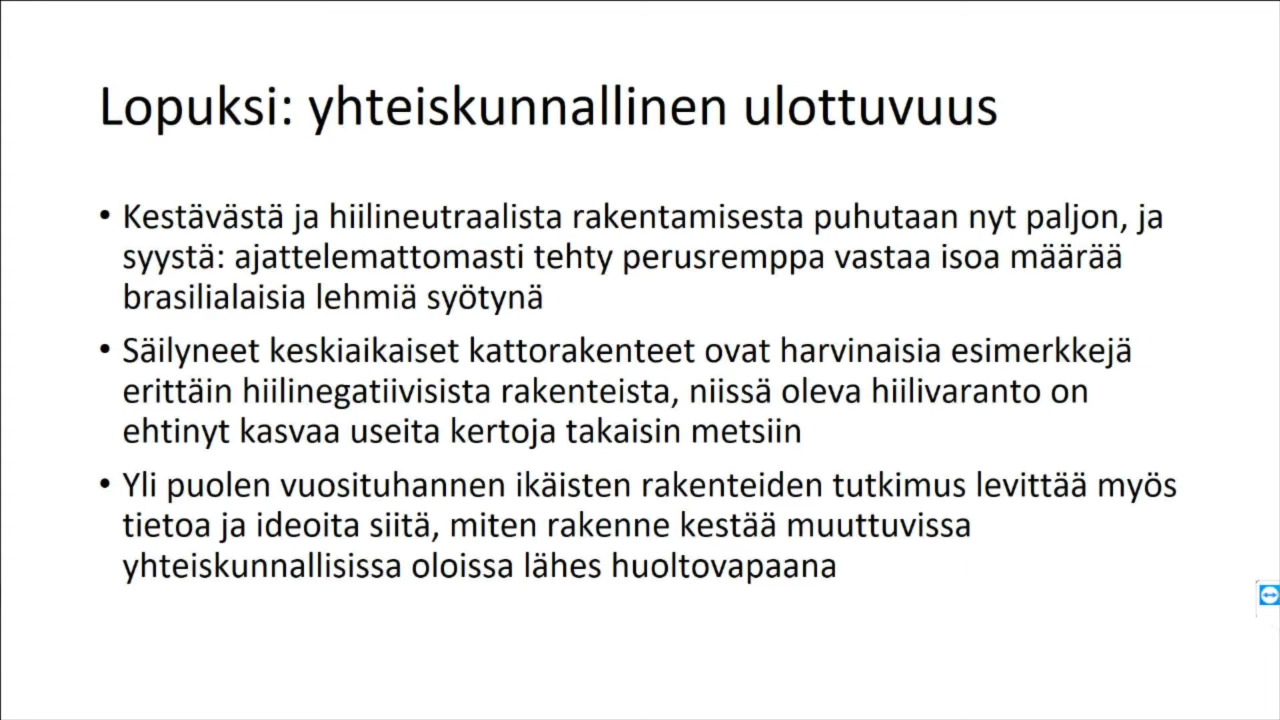 Lopuksi: yhteiskunnallinen ulottuvuus
• Kestävästä ja hiilineutraalista rakentamisesta puhutaan nyt paljon, ja
syystä: ajattelemattomasti tehty perusremppa vastaa isoa määrää
brasilialaisia lehmiä syötynä
• Säilyneet keskiaikaiset kattorakenteet ovat harvinaisia esimerkkejä
erittäin hiilinegatiivisista rakenteista, niissä oleva hiilivaranto on
ehtinyt kasvaa useita kertoja takaisin metsiin
• Yli puolen vuosituhannen ikäisten rakenteiden tutkimus levittää myös
tietoa ja ideoita siitä, miten rakenne kestää muuttuvissa
yhteiskunnallisissa oloissa lähes huoltovapaana